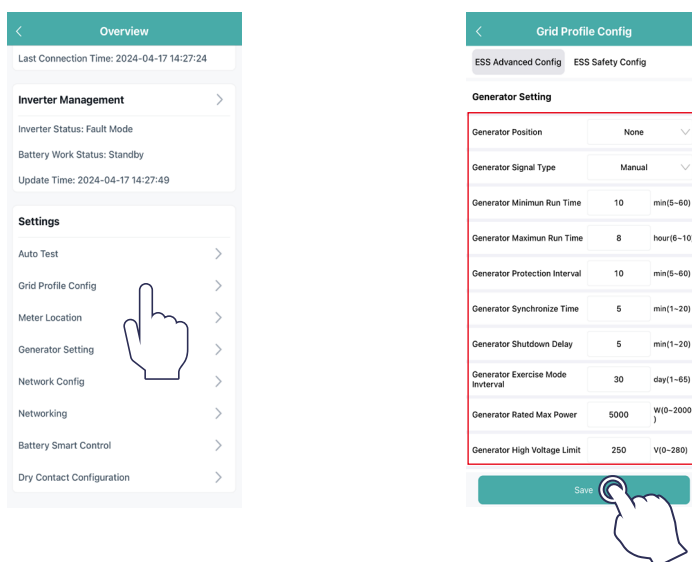 Overview
Last Connection Time: 2024-04-17 14:27:24
Inverter Management
Inverter Status: Fault Mode
Battery Work Status: Standby
Update Time: 2024-04-17 14:27:49
Settings
Auto Test
Grid Profile Config
Meter Location
Generator Setting
Network Config
Networking
Battery Smart Control
Dry Contact Configuration
Grid Profile Config
ESS Advanced Config ESS Safety Config
Generator Setting
Generator Position None
Generator Signal Type Manual
Generator Minimun Run Time 10 min(5~60)
Generator Maximun Run Time 8 hour(6~10
Generator Protection Interval 10 min(5~60)
Generator Synchronize Time 5 min(1~20)
Generator Shutdown Delay 5 min(1~20)
Generator Exercise Mode
Invterval 30 day(1~65)
Generator Rated Max Power 5000 W(0~2000
)
Generator High Voltage Limit 250 V(0~280)
Save